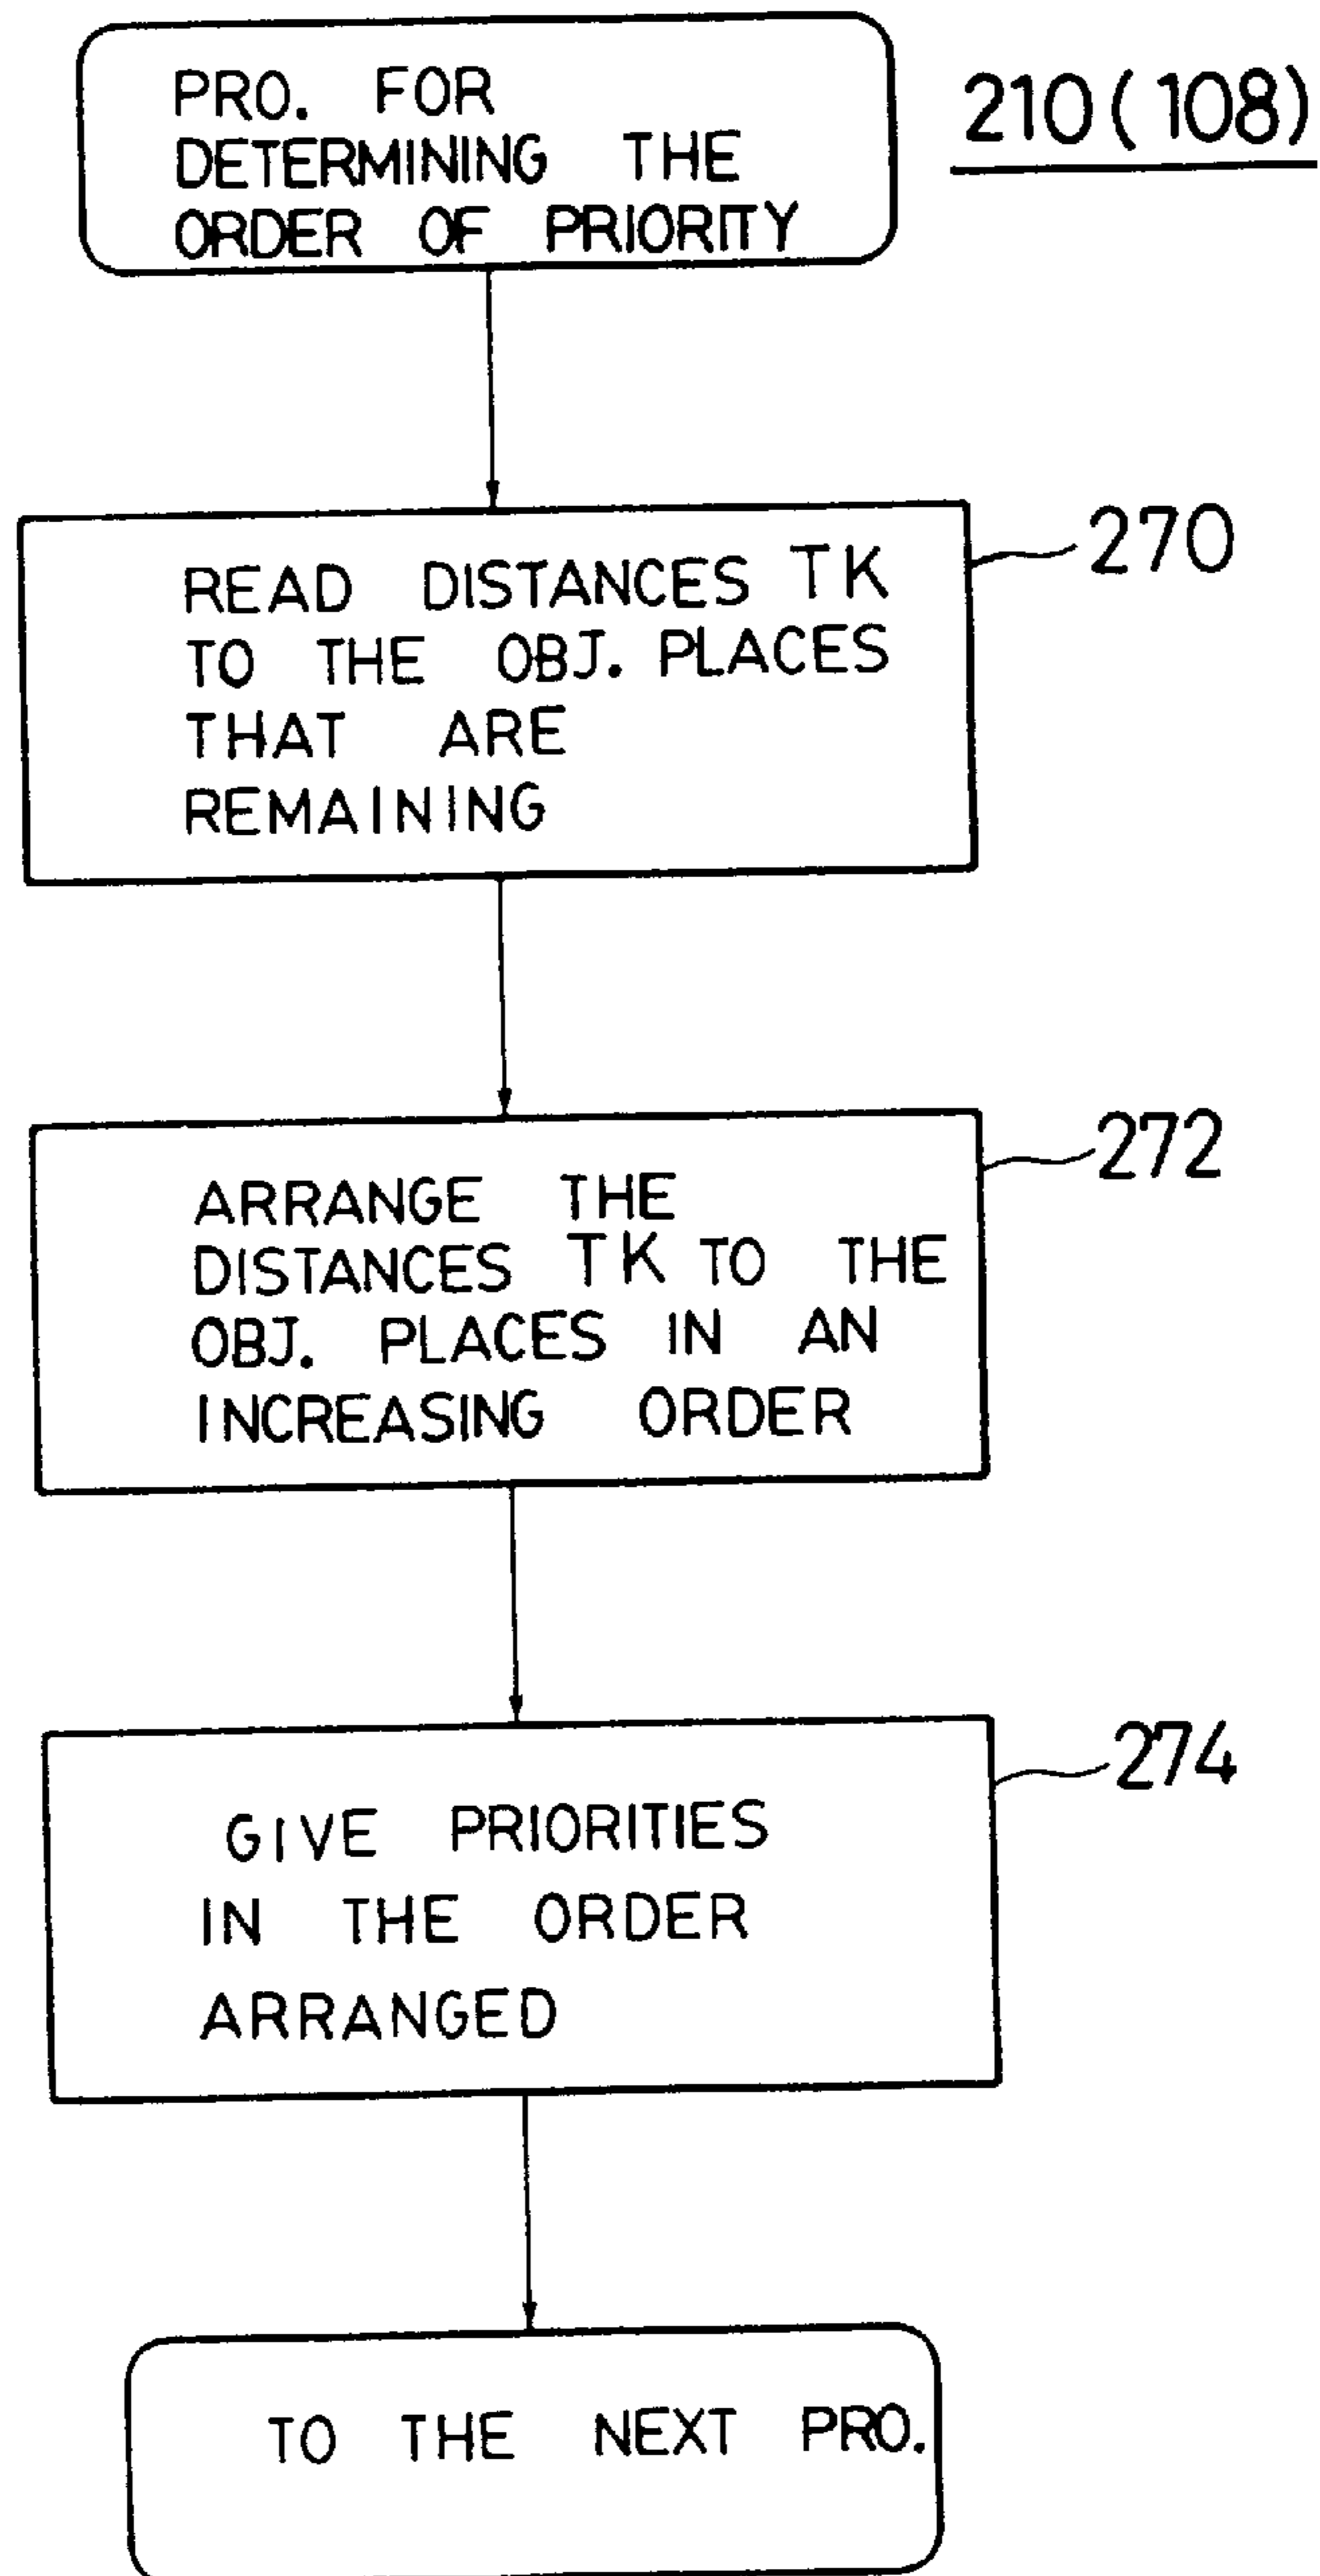 PRO. FOR
DETERMINING THE
ORDER OF PRIORITY
210 (108)
READ DISTANCES TK
TO THE OBJ. PLACES
THAT ARE
REMAINING
270
ARRANGE THE
DISTANCES TK TO THE
OBJ. PLACES IN AN
INCREASING ORDER
272
GIVE PRIORITIES
IN THE ORDER
ARRANGED
274
TO THE NEXT PRO.